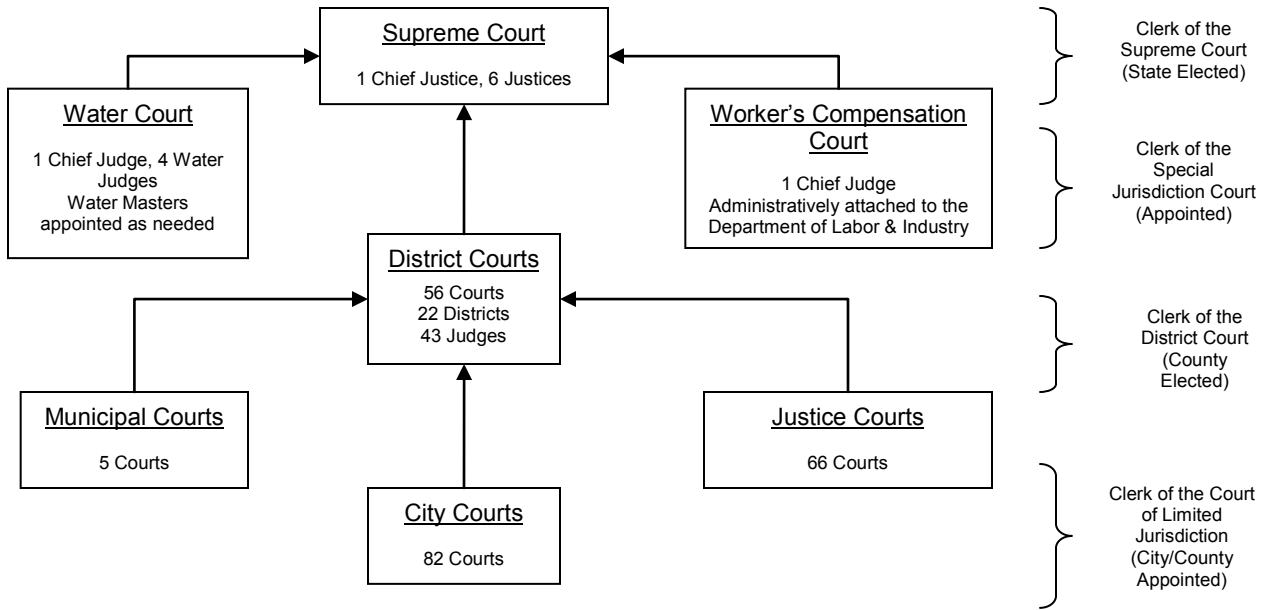 Supreme Court
1 Chief Justice, 6 Justices
Clerk of the
Supreme Court
(State Elected)
Water Court
1 Chief Judge, 4 Water
Judges
Water Masters
appointed as needed
Worker's Compensation
Court
1 Chief Judge
Administratively attached to the
Department of Labor & Industry
Clerk of the
Special
Jurisdiction Court
(Appointed)
District Courts
56 Courts
22 Districts
43 Judges
Clerk of the
District Court
(County
Elected)
Municipal Courts
5 Courts
Justice Courts
66 Courts
City Courts
82 Courts
Clerk of the Court
of Limited
Jurisdiction
(City/County
Appointed)